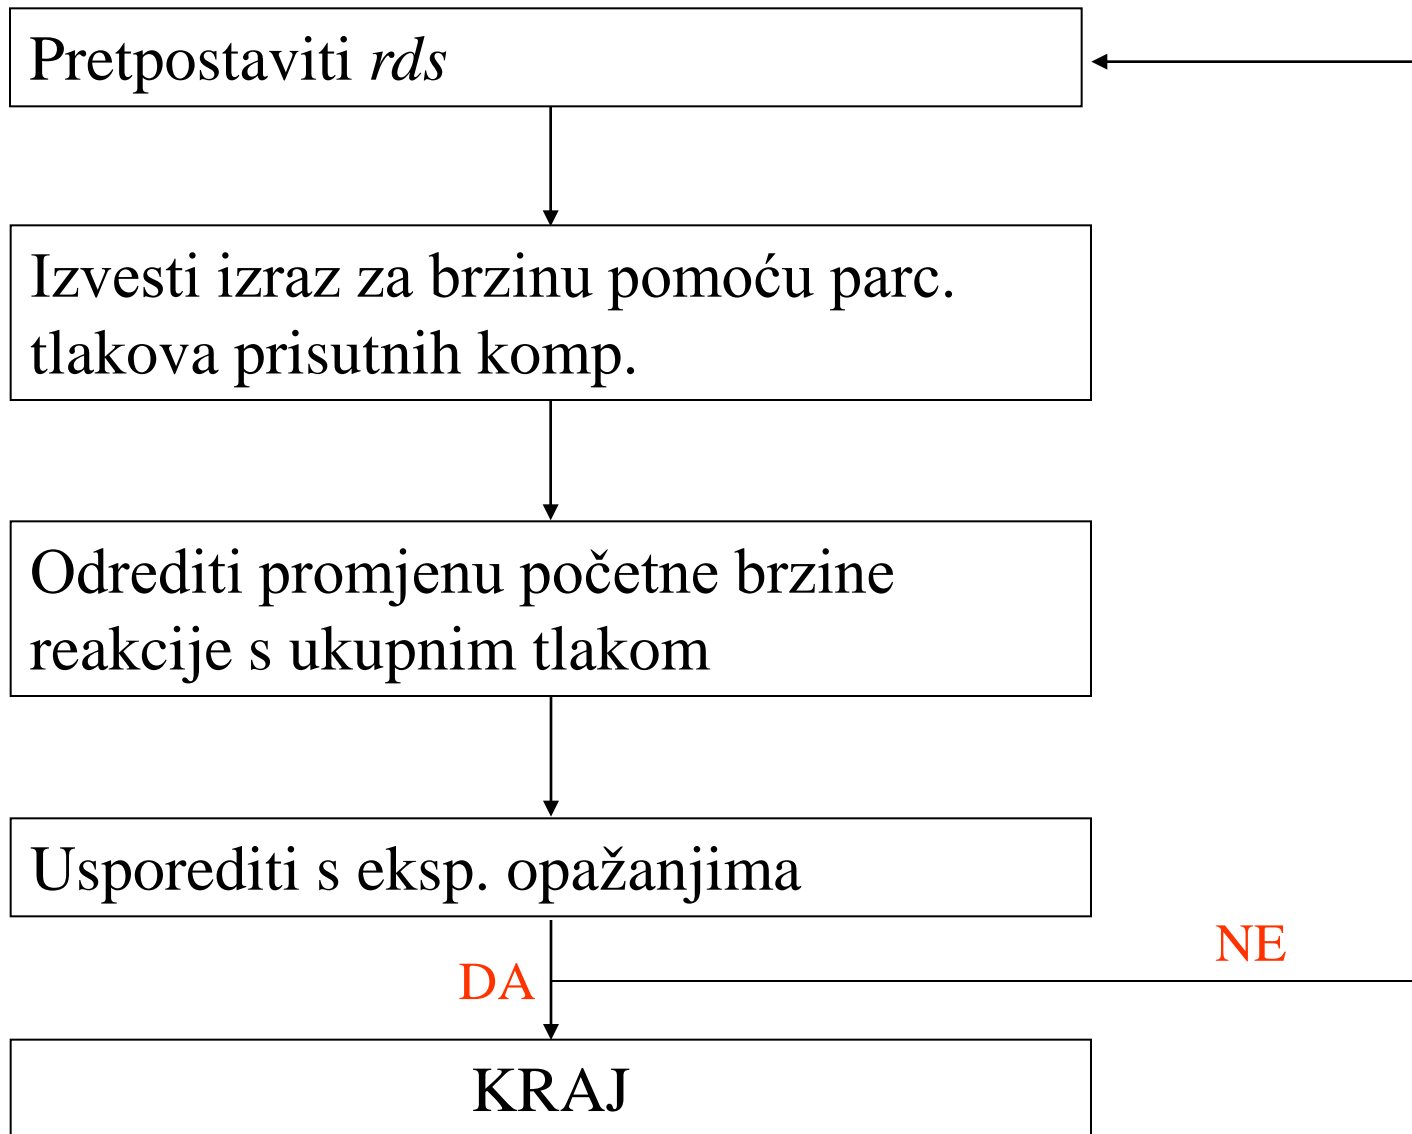 Pretpostaviti rds
Izvesti izraz za brzinu pomoću parc.
tlakova prisutnih komp.
Odrediti promjenu početne brzine
reakcije s ukupnim tlakom
Usporediti s eksp. opažanjima
NE
DA
KRAJ